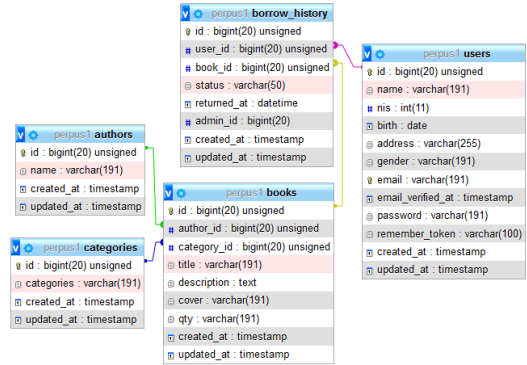 perpus1 borrow_history
id : bigint(20) unsigned
user_id : bigint(20) unsigned
book_id : bigint(20) unsigned
status : varchar(50)
returned_at : datetime
admin_id : bigint(20)
created_at : timestamp
updated_at : timestamp
perpus1 users
id : bigint(20) unsigned
name : varchar(191)
nis : int(11)
birth : date
address : varchar(255)
gender : varchar(191)
email : varchar(191)
email_verified_at : timestamp
password : varchar(191)
remember_token : varchar(100)
created_at : timestamp
updated_at : timestamp
perpus1 authors
id : bigint(20) unsigned
name : varchar(191)
created_at : timestamp
updated_at : timestamp
perpus1 categories
id : bigint(20) unsigned
categories : varchar(191)
created_at : timestamp
updated_at : timestamp
perpus1 books
id : bigint(20) unsigned
author_id : bigint(20) unsigned
category_id : bigint(20) unsigned
title : varchar(191)
description : text
cover : varchar(191)
qty : varchar(191)
created_at : timestamp
updated_at : timestamp